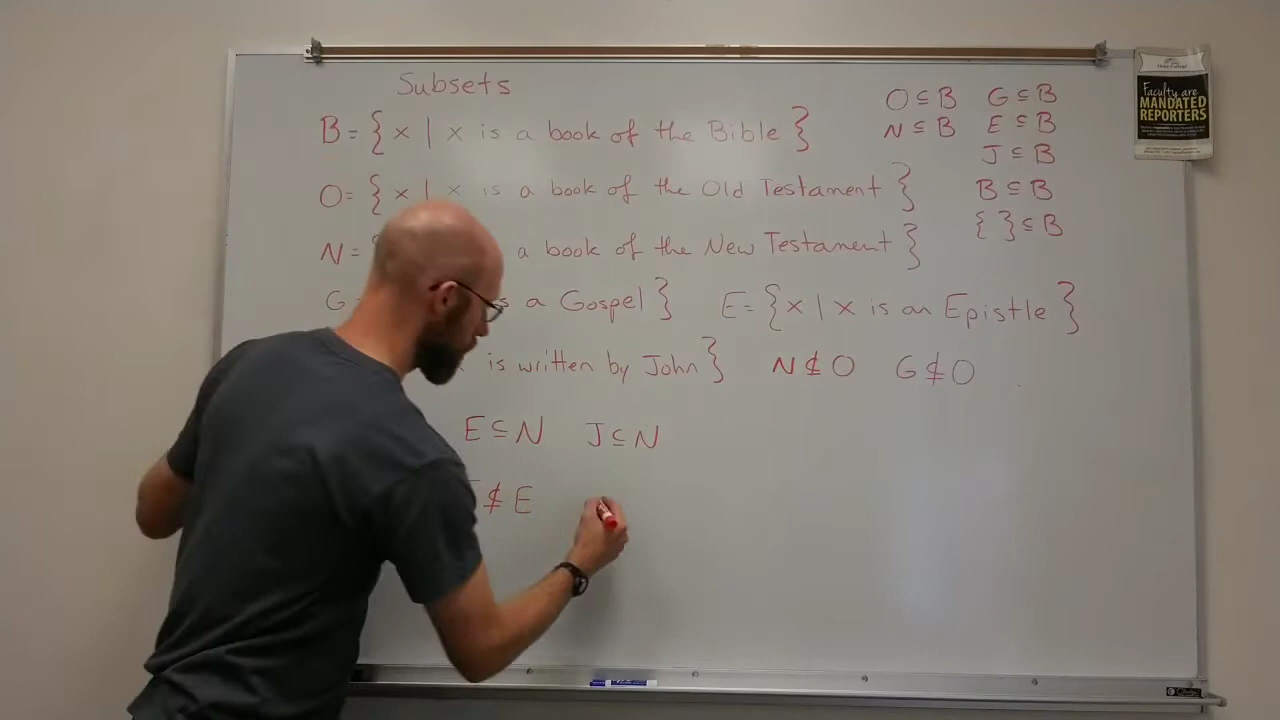 Subsets
B = { x | x is a book of the Bible }
O = { x | x is a book of the Old Testament }
N = { a book of the New Testament }
G = a Gospel } E = { x | x is an Epistle }
is written by John } N ⊈ O G ⊈ O
E ⊆ N J ⊆ N
⊈ E
O ⊆ B G ⊆ B
N ⊆ B E ⊆ B
J ⊆ B
B ⊆ B
{ } ⊆ B
Faculty are
MANDATED
REPORTERS